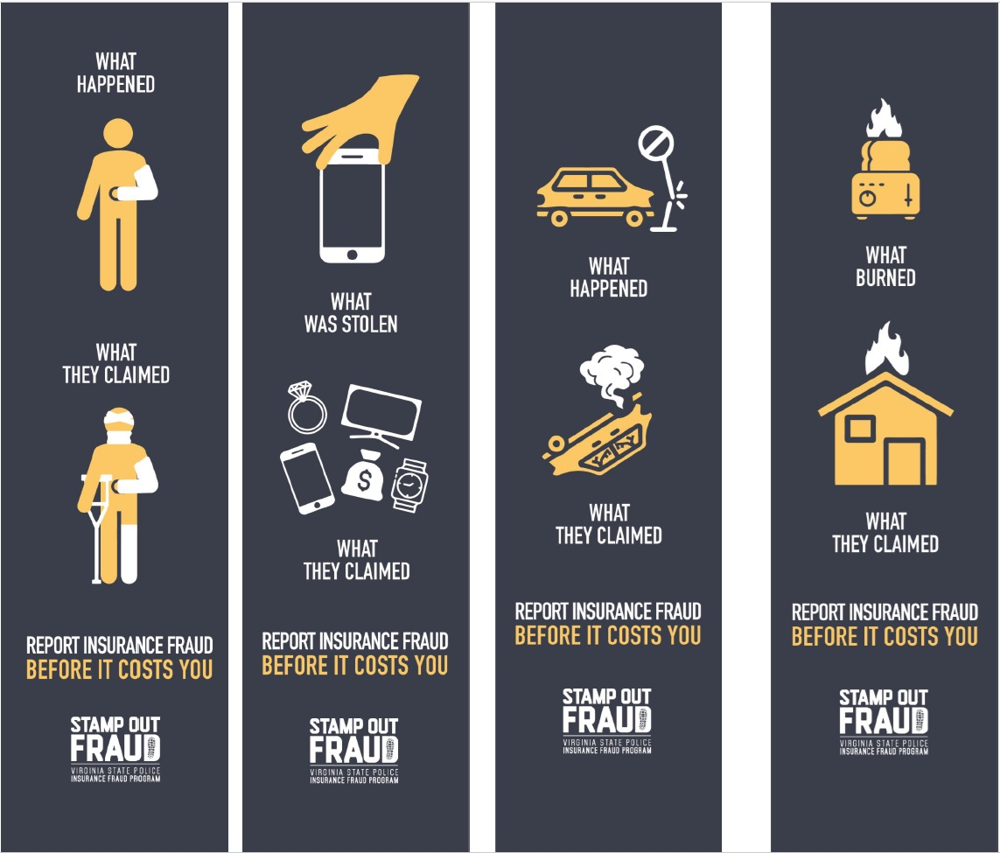 WHAT
HAPPENED
WHAT
THEY CLAIMED
REPORT INSURANCE FRAUD
BEFORE IT COSTS YOU
STAMP OUT
FRAUD
VIRGINIA STATE POLICE
INSURANCE FRAUD PROGRAM
WHAT
WAS STOLEN
$
WHAT
THEY CLAIMED
REPORT INSURANCE FRAUD
BEFORE IT COSTS YOU
STAMP OUT
FRAUD
VIRGINIA STATE POLICE
INSURANCE FRAUD PROGRAM
WHAT
HAPPENED
WHAT
THEY CLAIMED
REPORT INSURANCE FRAUD
BEFORE IT COSTS YOU
STAMP OUT
FRAUD
VIRGINIA STATE POLICE
INSURANCE FRAUD PROGRAM
WHAT
BURNED
WHAT
THEY CLAIMED
REPORT INSURANCE FRAUD
BEFORE IT COSTS YOU
STAMP OUT
FRAUD
VIRGINIA STATE POLICE
INSURANCE FRAUD PROGRAM